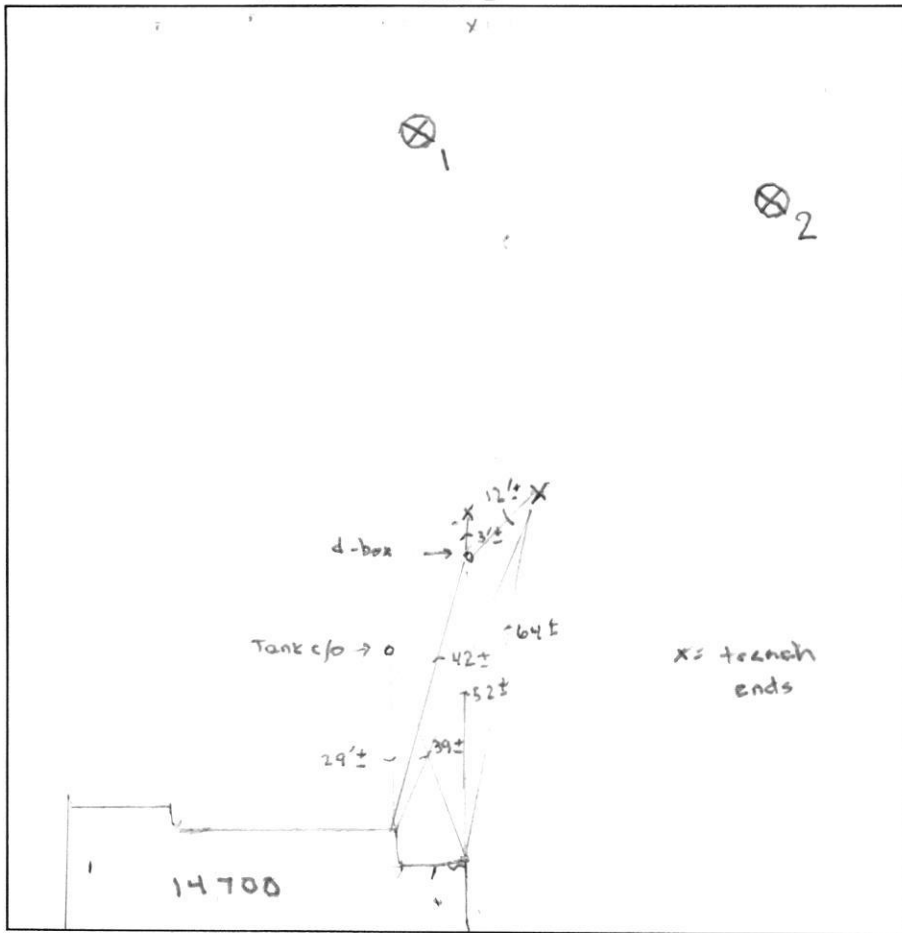 1
2
12'±
x
X
3'±
d-box →
64±
Tank c/o →
42±
x= trench
ends
52±
29'±
39±
14700